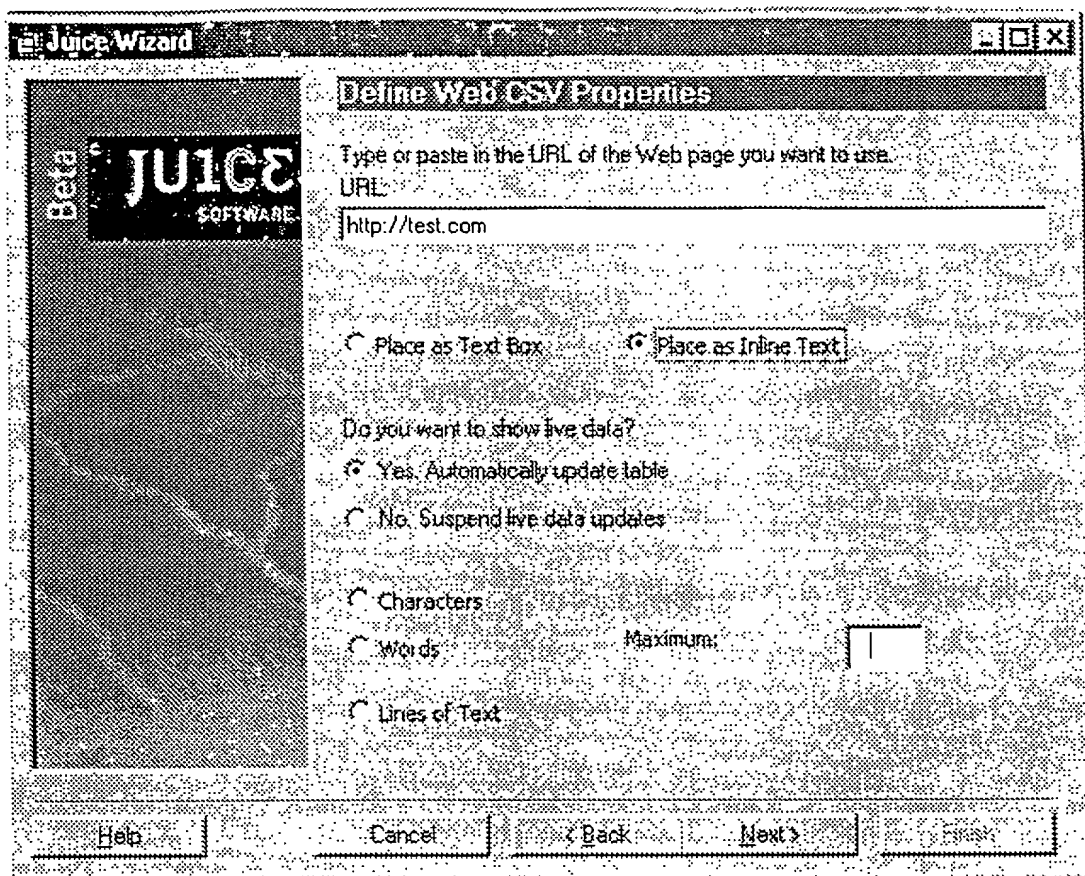 Juice Wizard
Define Web CSV Properties
Beta
JUICE
SOFTWARE
Type or paste in the URL of the Web page you want to use.
URL:
http://test.com
Place as Text Box
Place as Inline Text
Do you want to show live data?
Yes. Automatically update table
No. Suspend live data updates
Characters
Words
Maximum:
Lines of Text
Help
Cancel
< Back
Next >
Finish